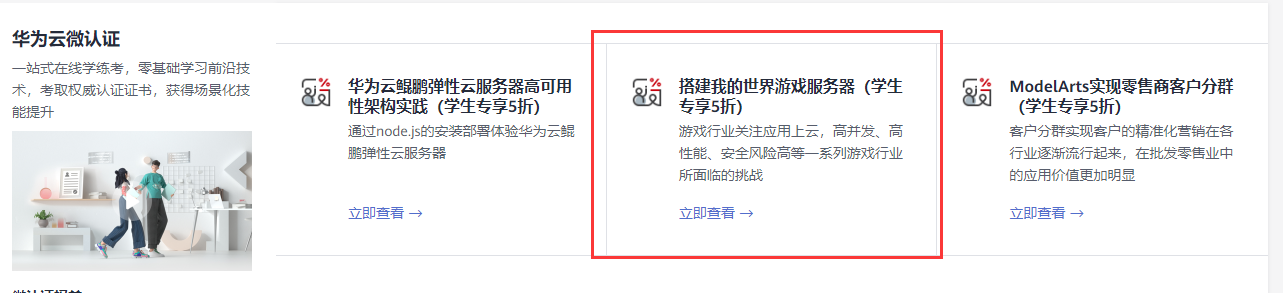 华为云微认证
一站式在线学练考，零基础学习前沿技
术，考取权威认证证书，获得场景化技
能提升
华为云鲲鹏弹性云服务器高可用
性架构实践（学生专享5折）
通过node.js的安装部署体验华为云鲲
鹏弹性云服务器
立即查看 →
搭建我的世界游戏服务器（学生
专享5折）
游戏行业关注应用上云，高并发、高
性能、安全风险高等一系列游戏行业
所面临的挑战
立即查看 →
ModelArts实现零售商客户分群
（学生专享5折）
客户分群实现客户的精准化营销在各
行业逐渐流行起来，在批发零售业中
的应用价值更加明显
立即查看 →